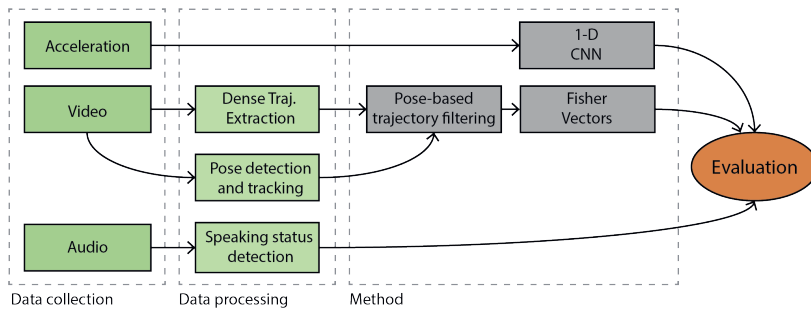 Acceleration
1-D
CNN
Video
Dense Traj.
Extraction
Pose-based
trajectory filtering
Fisher
Vectors
Pose detection
and tracking
Evaluation
Audio
Speaking status
detection
Data collection
Data processing
Method